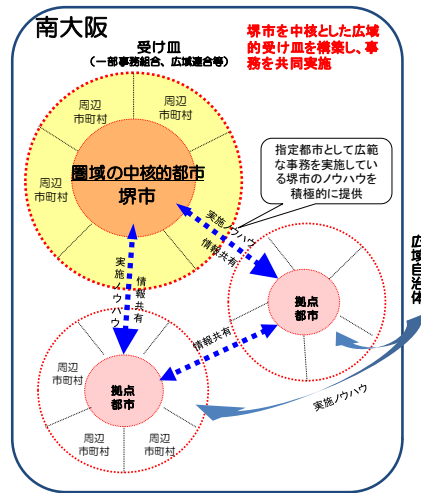 南大阪
受け皿
（一部事務組合、広域連合等）
堺市を中核とした広域
的受け皿を構築し、事
務を共同実施
周辺
市町村
周辺
市町村
周辺
市町村
圏域の中核的都市
堺市
指定都市として広範
な事務を実施してい
る堺市のノウハウを
積極的に提供
実施ノウハウ
情報共有
実施ノウハウ
情報共有
拠点
都市
広域自治体
情報共有
周辺
市町村
拠点
都市
周辺
市町村
周辺
市町村
実施ノウハウ